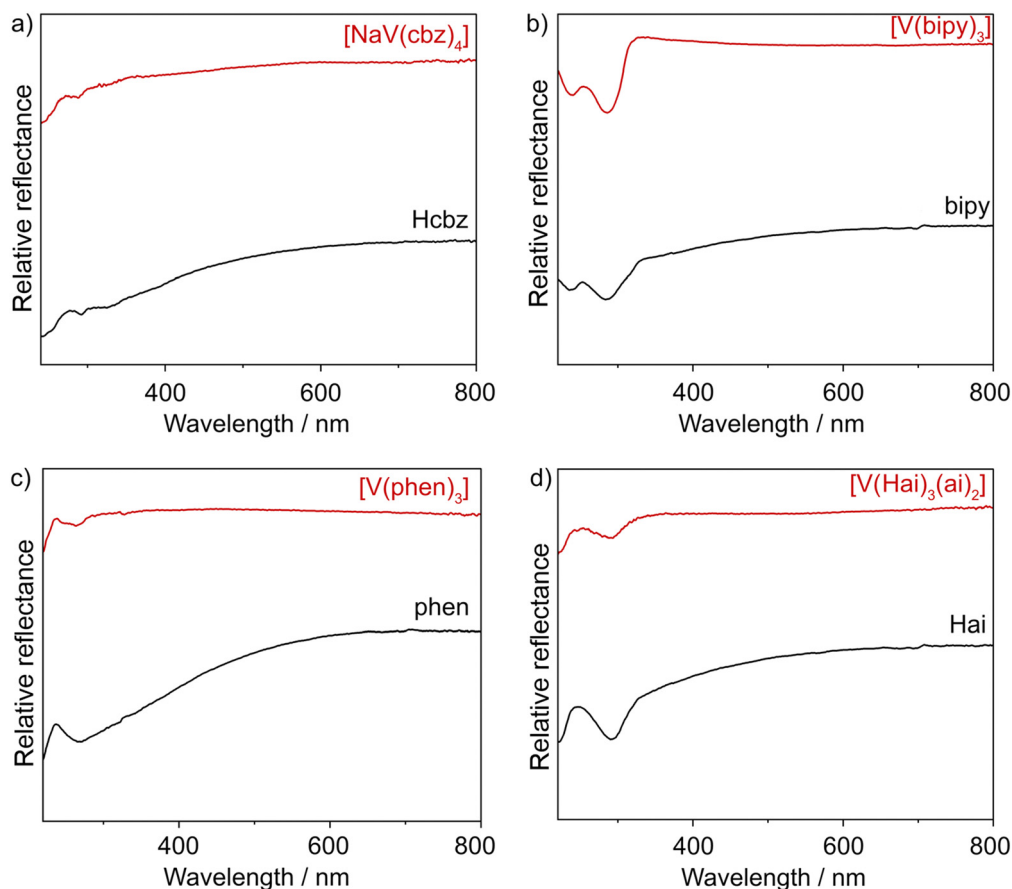 a)
[NaV(cbz)₄]
Hcbz
Relative reflectance
400
600
800
Wavelength / nm
b)
[V(bipy)₃]
bipy
Relative reflectance
400
600
800
Wavelength / nm
c)
[V(phen)₃]
phen
Relative reflectance
400
600
800
Wavelength / nm
d)
[V(Hai)₃(ai)₂]
Hai
Relative reflectance
400
600
800
Wavelength / nm